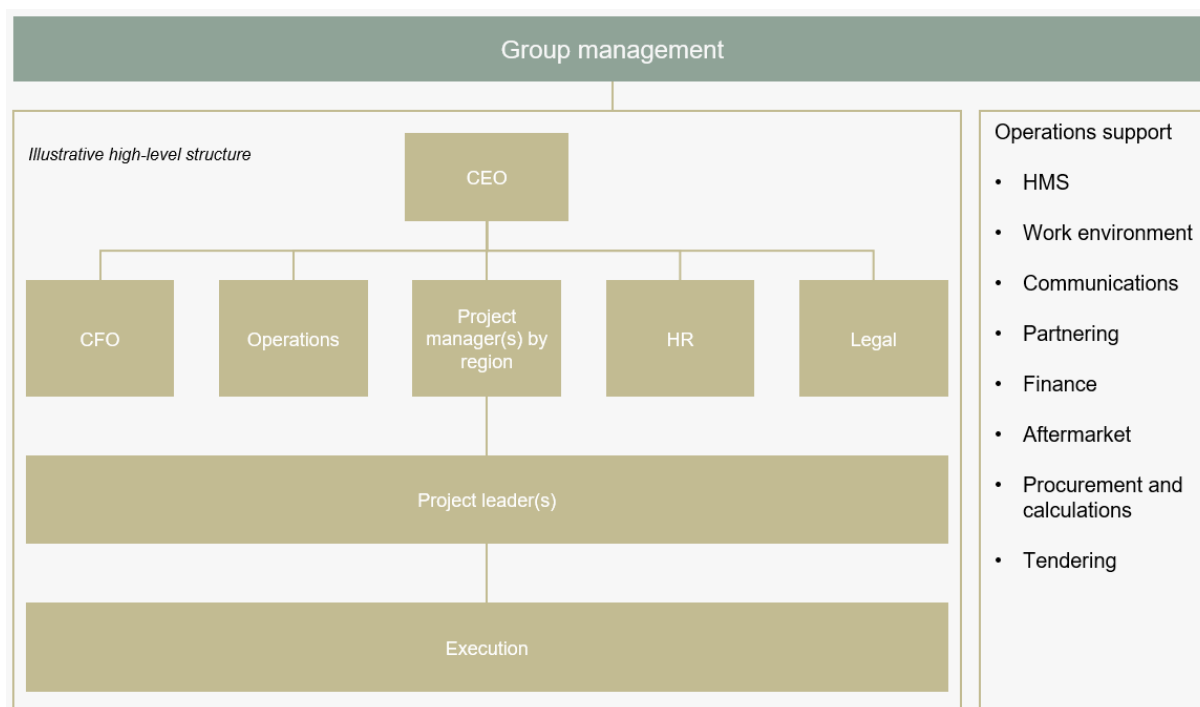 Group management
Illustrative high-level structure
CEO
CFO
Operations
Project
manager(s) by
region
HR
Legal
Project leader(s)
Execution
Operations support
• HMS
• Work environment
• Communications
• Partnering
• Finance
• Aftermarket
• Procurement and
calculations
• Tendering